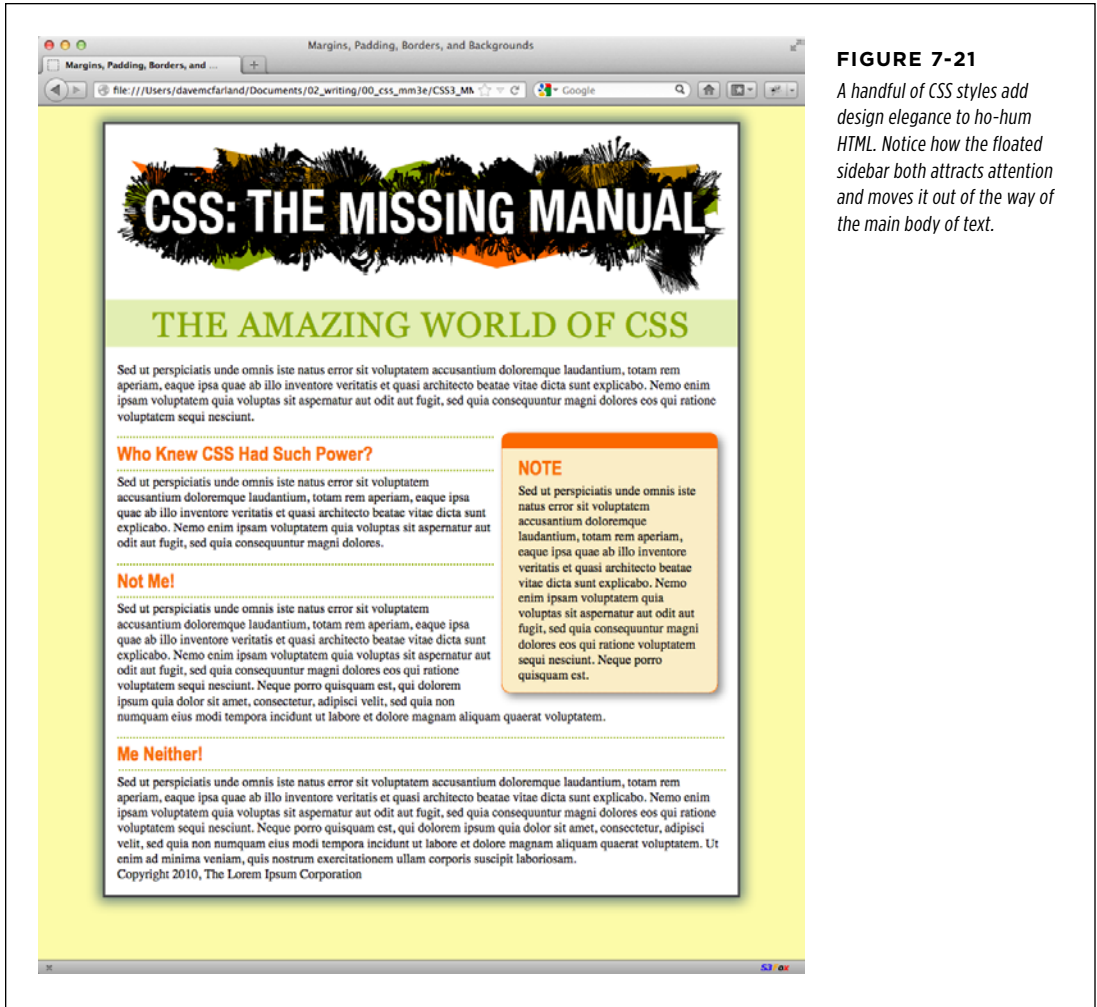 Margins, Padding, Borders, and Backgrounds
Margins, Padding, Borders, and ...
file:///Users/davemcfarland/Documents/02_writing/00_css_mm3e/CSS3_MM
Google
CSS: THE MISSING MANUAL
THE AMAZING WORLD OF CSS
Sed ut perspiciatis unde omnis iste natus error sit voluptatem accusantium doloremque laudantium, totam rem
aperiam, eaque ipsa quae ab illo inventore veritatis et quasi architecto beatae vitae dicta sunt explicabo. Nemo enim
ipsam voluptatem quia voluptas sit aspernatur aut odit aut fugit, sed quia consequuntur magni dolores eos qui ratione
voluptatem sequi nesciunt.
Who Knew CSS Had Such Power?
Sed ut perspiciatis unde omnis iste natus error sit voluptatem
accusantium doloremque laudantium, totam rem aperiam, eaque ipsa
quae ab illo inventore veritatis et quasi architecto beatae vitae dicta sunt
explicabo. Nemo enim ipsam voluptatem quia voluptas sit aspernatur aut
odit aut fugit, sed quia consequuntur magni dolores.
Not Me!
Sed ut perspiciatis unde omnis iste natus error sit voluptatem
accusantium doloremque laudantium, totam rem aperiam, eaque ipsa
quae ab illo inventore veritatis et quasi architecto beatae vitae dicta sunt
explicabo. Nemo enim ipsam voluptatem quia voluptas sit aspernatur aut
odit aut fugit, sed quia consequuntur magni dolores eos qui ratione
voluptatem sequi nesciunt. Neque porro quisquam est, qui dolorem
ipsum quia dolor sit amet, consectetur, adipisci velit, sed quia non
numquam eius modi tempora incidunt ut labore et dolore magnam aliquam quaerat voluptatem.
NOTE
Sed ut perspiciatis unde omnis iste
natus error sit voluptatem
accusantium doloremque
laudantium, totam rem aperiam,
eaque ipsa quae ab illo inventore
veritatis et quasi architecto beatae
vitae dicta sunt explicabo. Nemo
enim ipsam voluptatem quia
voluptas sit aspernatur aut odit aut
fugit, sed quia consequuntur magni
dolores eos qui ratione voluptatem
sequi nesciunt. Neque porro
quisquam est.
Me Neither!
Sed ut perspiciatis unde omnis iste natus error sit voluptatem accusantium doloremque laudantium, totam rem
aperiam, eaque ipsa quae ab illo inventore veritatis et quasi architecto beatae vitae dicta sunt explicabo. Nemo enim
ipsam voluptatem quia voluptas sit aspernatur aut odit aut fugit, sed quia consequuntur magni dolores eos qui ratione
voluptatem sequi nesciunt. Neque porro quisquam est, qui dolorem ipsum quia dolor sit amet, consectetur, adipisci
velit, sed quia non numquam eius modi tempora incidunt ut labore et dolore magnam aliquam quaerat voluptatem. Ut
enim ad minima veniam, quis nostrum exercitationem ullam corporis suscipit laboriosam.
Copyright 2010, The Lorem Ipsum Corporation
FIGURE 7-21
A handful of CSS styles add
design elegance to ho-hum
HTML. Notice how the floated
sidebar both attracts attention
and moves it out of the way of
the main body of text.